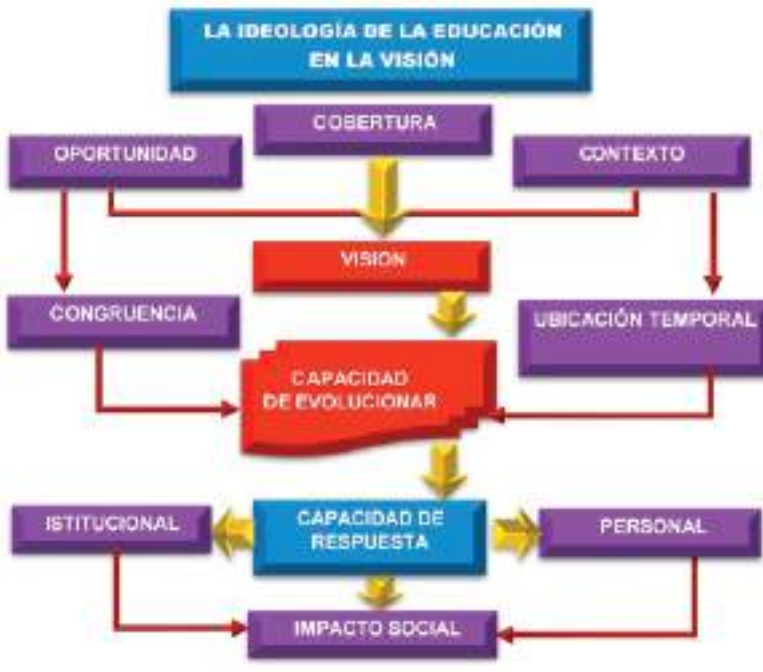 LA IDEOLOGÍA DE LA EDUCACIÓN
EN LA VISIÓN
COBERTURA
OPORTUNIDAD
CONTEXTO
VISION
CONGRUENCIA
UBICACIÓN TEMPORAL
CAPACIDAD
DE EVOLUCIONAR
ISTITUCIONAL
CAPACIDAD DE
RESPUESTA
PERSONAL
IMPACTO SOCIAL